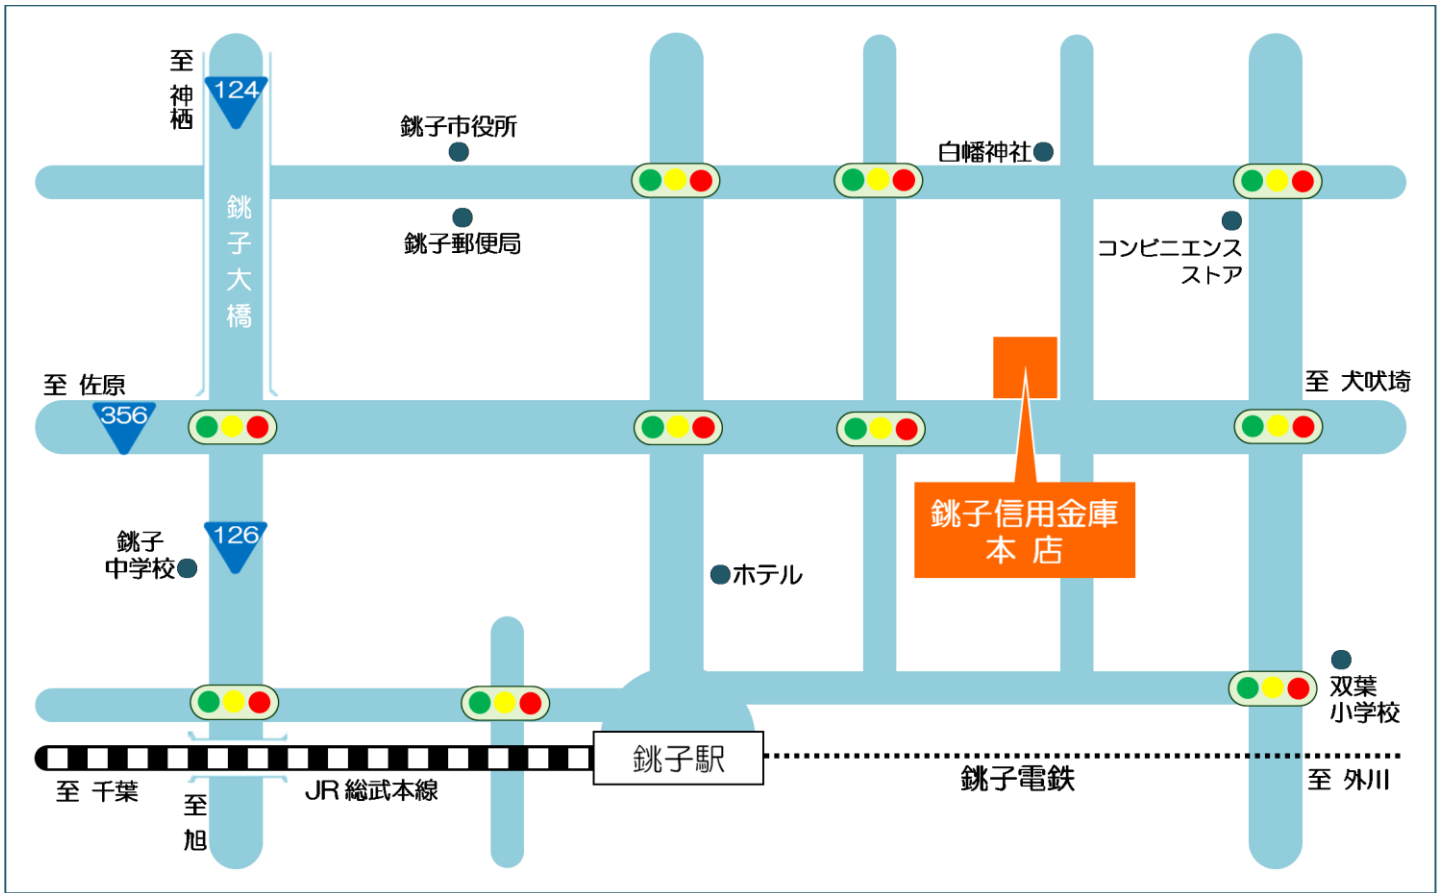 至
神
栖
124
銚子市役所
白幡神社
銚
子
大
橋
銚子郵便局
コンビニエンス
ストア
至 佐原
至 犬吠埼
356
銚子信用金庫
本 店
126
銚子
中学校
ホテル
双葉
小学校
銚子駅
至 千葉
JR 総武本線
銚子電鉄
至 外川
至
旭